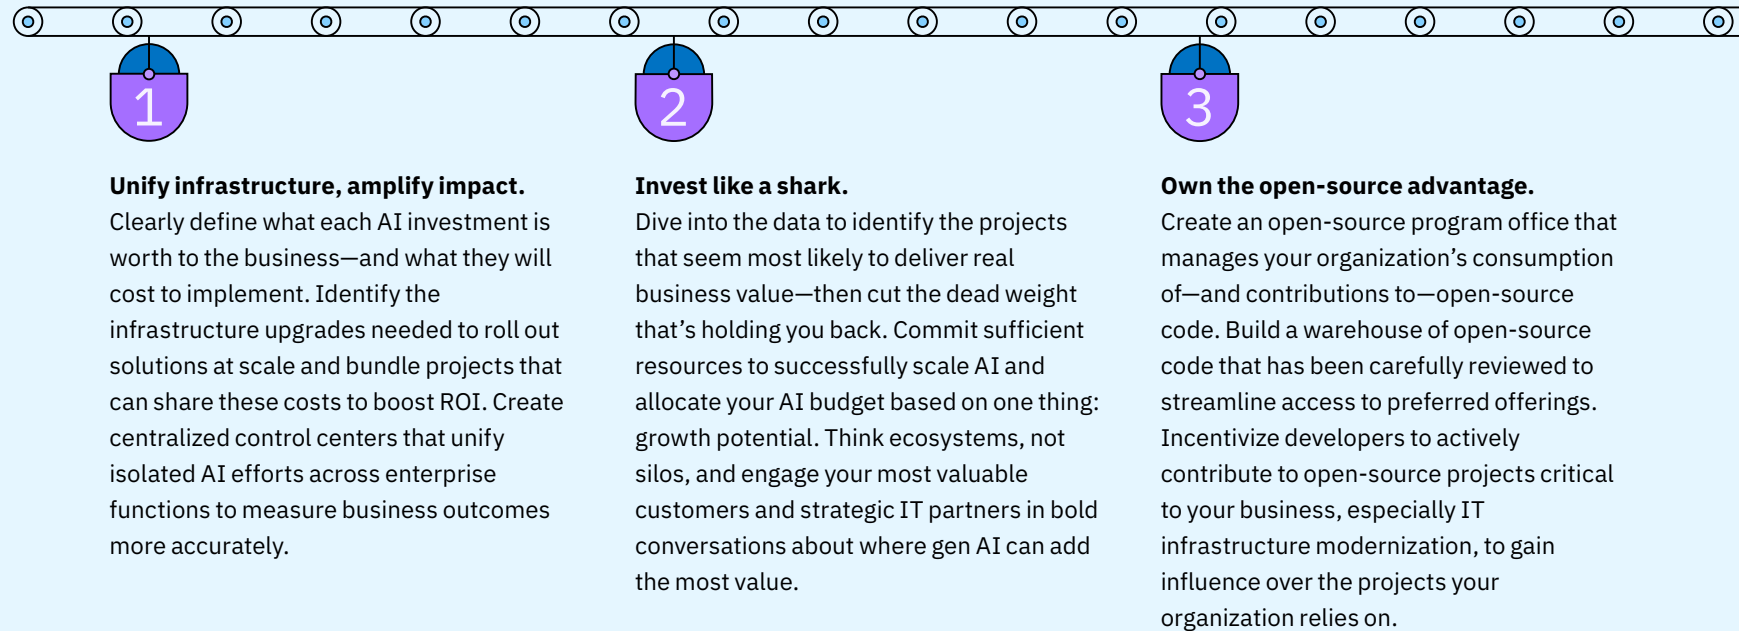 1
Unify infrastructure, amplify impact.
Clearly define what each AI investment is
worth to the business—and what they will
cost to implement. Identify the
infrastructure upgrades needed to roll out
solutions at scale and bundle projects that
can share these costs to boost ROI. Create
centralized control centers that unify
isolated AI efforts across enterprise
functions to measure business outcomes
more accurately.
2
Invest like a shark.
Dive into the data to identify the projects
that seem most likely to deliver real
business value—then cut the dead weight
that’s holding you back. Commit sufficient
resources to successfully scale AI and
allocate your AI budget based on one thing:
growth potential. Think ecosystems, not
silos, and engage your most valuable
customers and strategic IT partners in bold
conversations about where gen AI can add
the most value.
3
Own the open-source advantage.
Create an open-source program office that
manages your organization’s consumption
of—and contributions to—open-source
code. Build a warehouse of open-source
code that has been carefully reviewed to
streamline access to preferred offerings.
Incentivize developers to actively
contribute to open-source projects critical
to your business, especially IT
infrastructure modernization, to gain
influence over the projects your
organization relies on.